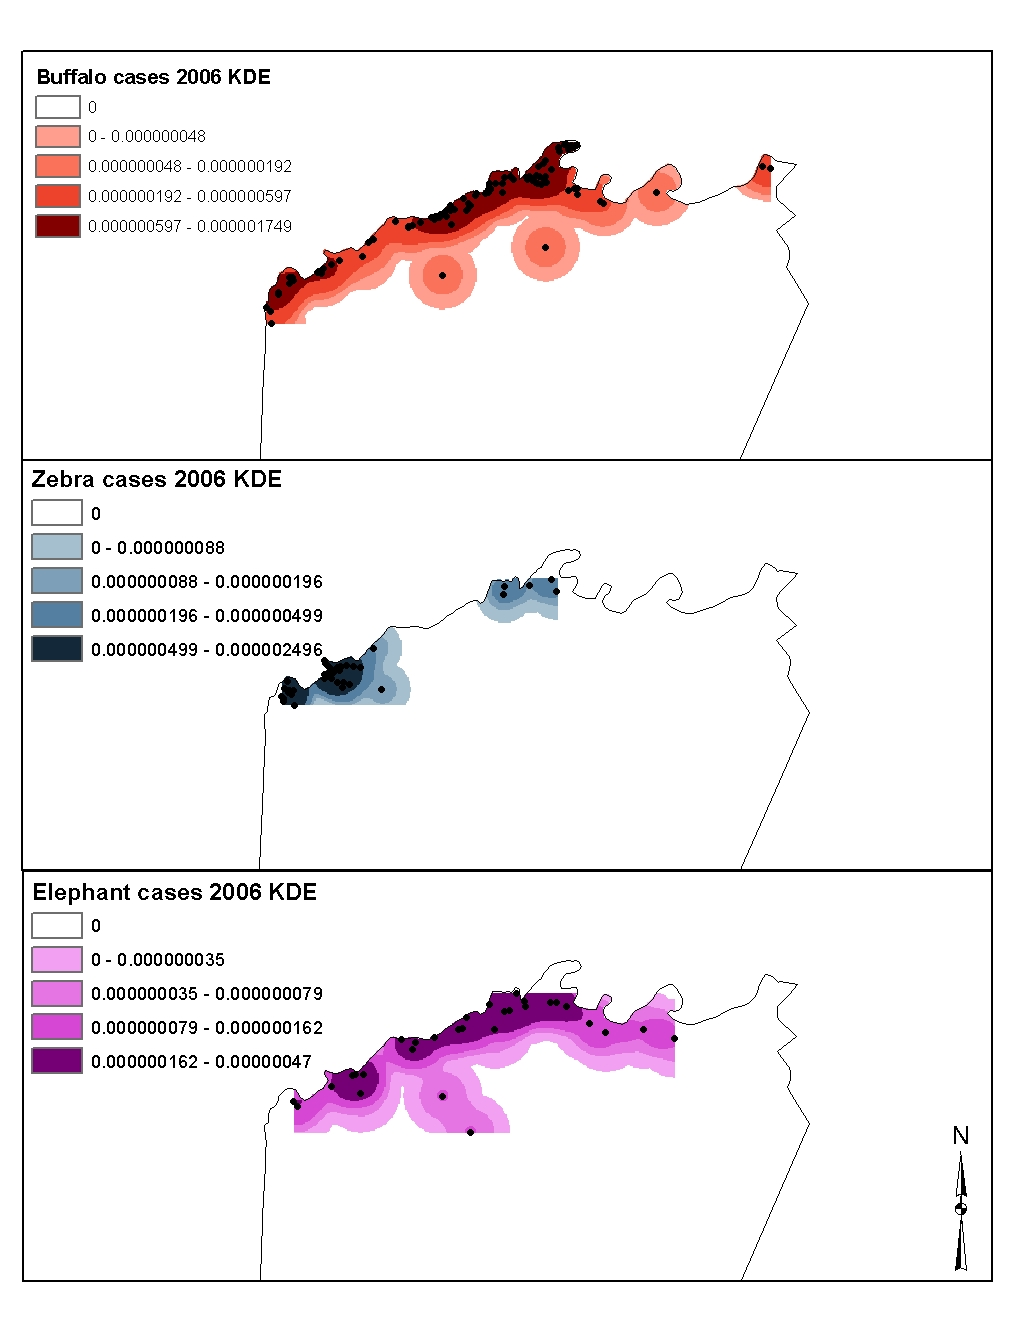 Buffalo cases 2006 KDE
0
0 - 0.000000048
0.000000048 - 0.000000192
0.000000192 - 0.000000597
0.000000597 - 0.000001749
Zebra cases 2006 KDE
0
0 - 0.000000088
0.000000088 - 0.000000196
0.000000196 - 0.000000499
0.000000499 - 0.000002496
Elephant cases 2006 KDE
0
0 - 0.000000035
0.000000035 - 0.000000079
0.000000079 - 0.000000162
0.000000162 - 0.00000047
N